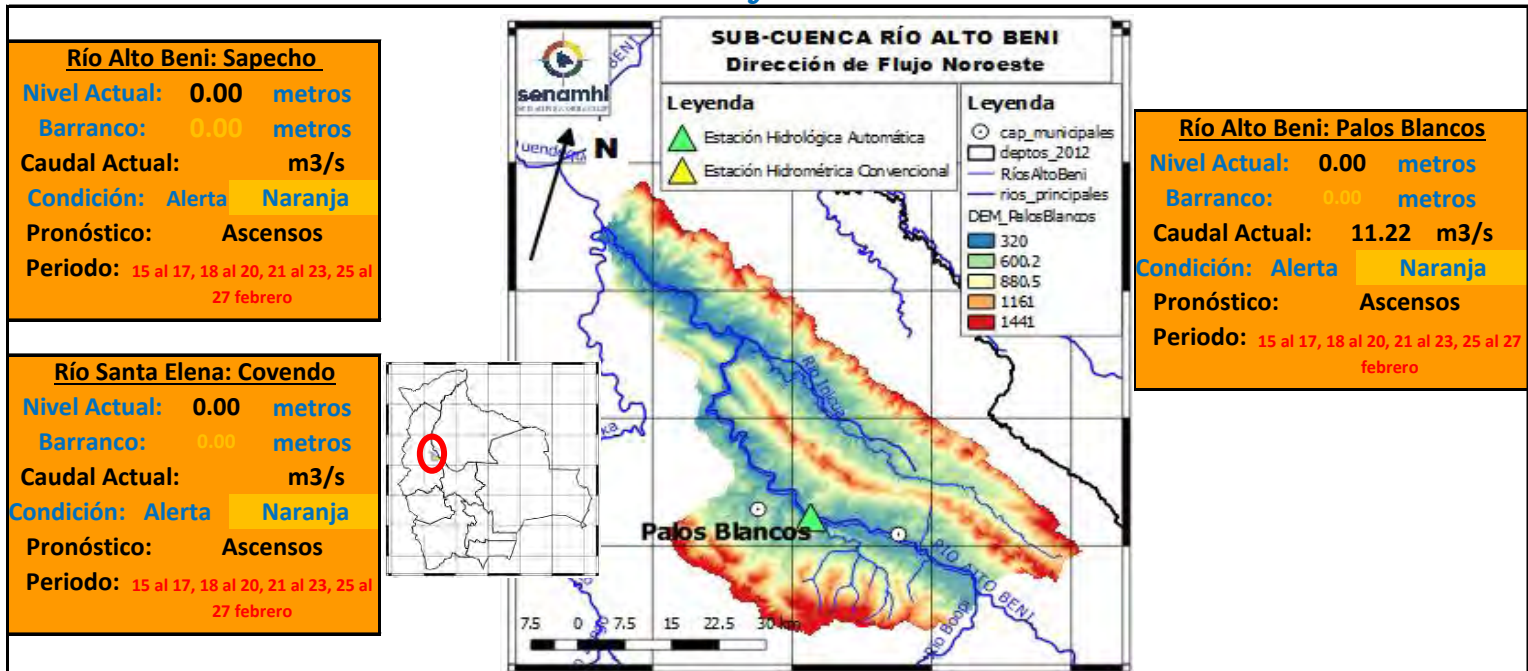 Río Alto Beni: Sapecho
Nivel Actual: 0.00 metros
Barranco: 0.00 metros
Caudal Actual: m3/s
Condición: Alerta Naranja
Pronóstico: Ascensos
Periodo: 15 al 17, 18 al 20, 21 al 23, 25 al
27 febrero
Río Santa Elena: Covendo
Nivel Actual: 0.00 metros
Barranco: 0.00 metros
Caudal Actual: m3/s
Condición: Alerta Naranja
Pronóstico: Ascensos
Periodo: 15 al 17, 18 al 20, 21 al 23, 25 al
27 febrero
SUB-CUENCA RÍO ALTO BENI
Dirección de Flujo Noroeste
senamhi
BENI
N
Leyenda
Estación Hidrológica Automática
Estación Hidrométrica Convencional
Leyenda
cap_municipales
deptos_2012
RíosAltoBeni
rios_principales
DEM_PalosBlancos
320
600.2
880.5
1161
1441
Palos Blancos
RIO ALTO BENI
7.5 0 7.5 15 22.5 30 km
Río Alto Beni: Palos Blancos
Nivel Actual: 0.00 metros
Barranco: 0.00 metros
Caudal Actual: 11.22 m3/s
Condición: Alerta Naranja
Pronóstico: Ascensos
Periodo: 15 al 17, 18 al 20, 21 al 23, 25 al 27
febrero